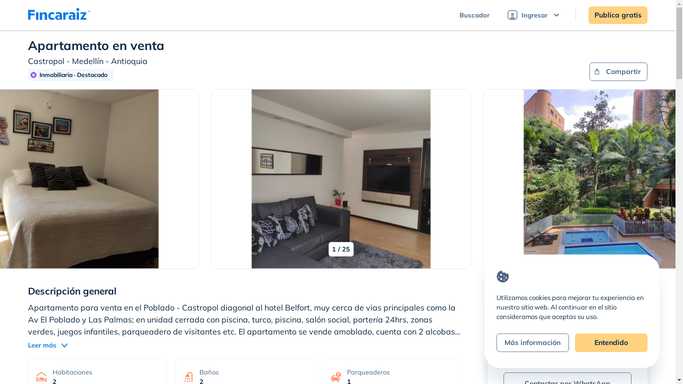 Fincaraiz
Buscador
Ingresar
Publica gratis
Apartamento en venta
Castropol - Medellín - Antioquia
Inmobiliaria · Destacado
Compartir
1 / 25
Descripción general
Apartamento para venta en el Poblado - Castropol diagonal al hotel Belfort, muy cerca de vías principales como la
Av El Poblado y Las Palmas; en unidad cerrada con piscina, turco, piscina, salón social, portería 24hrs, zonas
verdes, juegos infantiles, parqueadero de visitantes etc. El apartamento se vende amoblado, cuenta con 2 alcobas...
Leer más
Habitaciones
2
Baños
2
Parqueaderos
1
Utilizamos cookies para mejorar tu experiencia en
nuestro sitio web. Al continuar en el sitio
consideramos que aceptas su uso.
Más información
Entendido
Contactar por WhatsApp